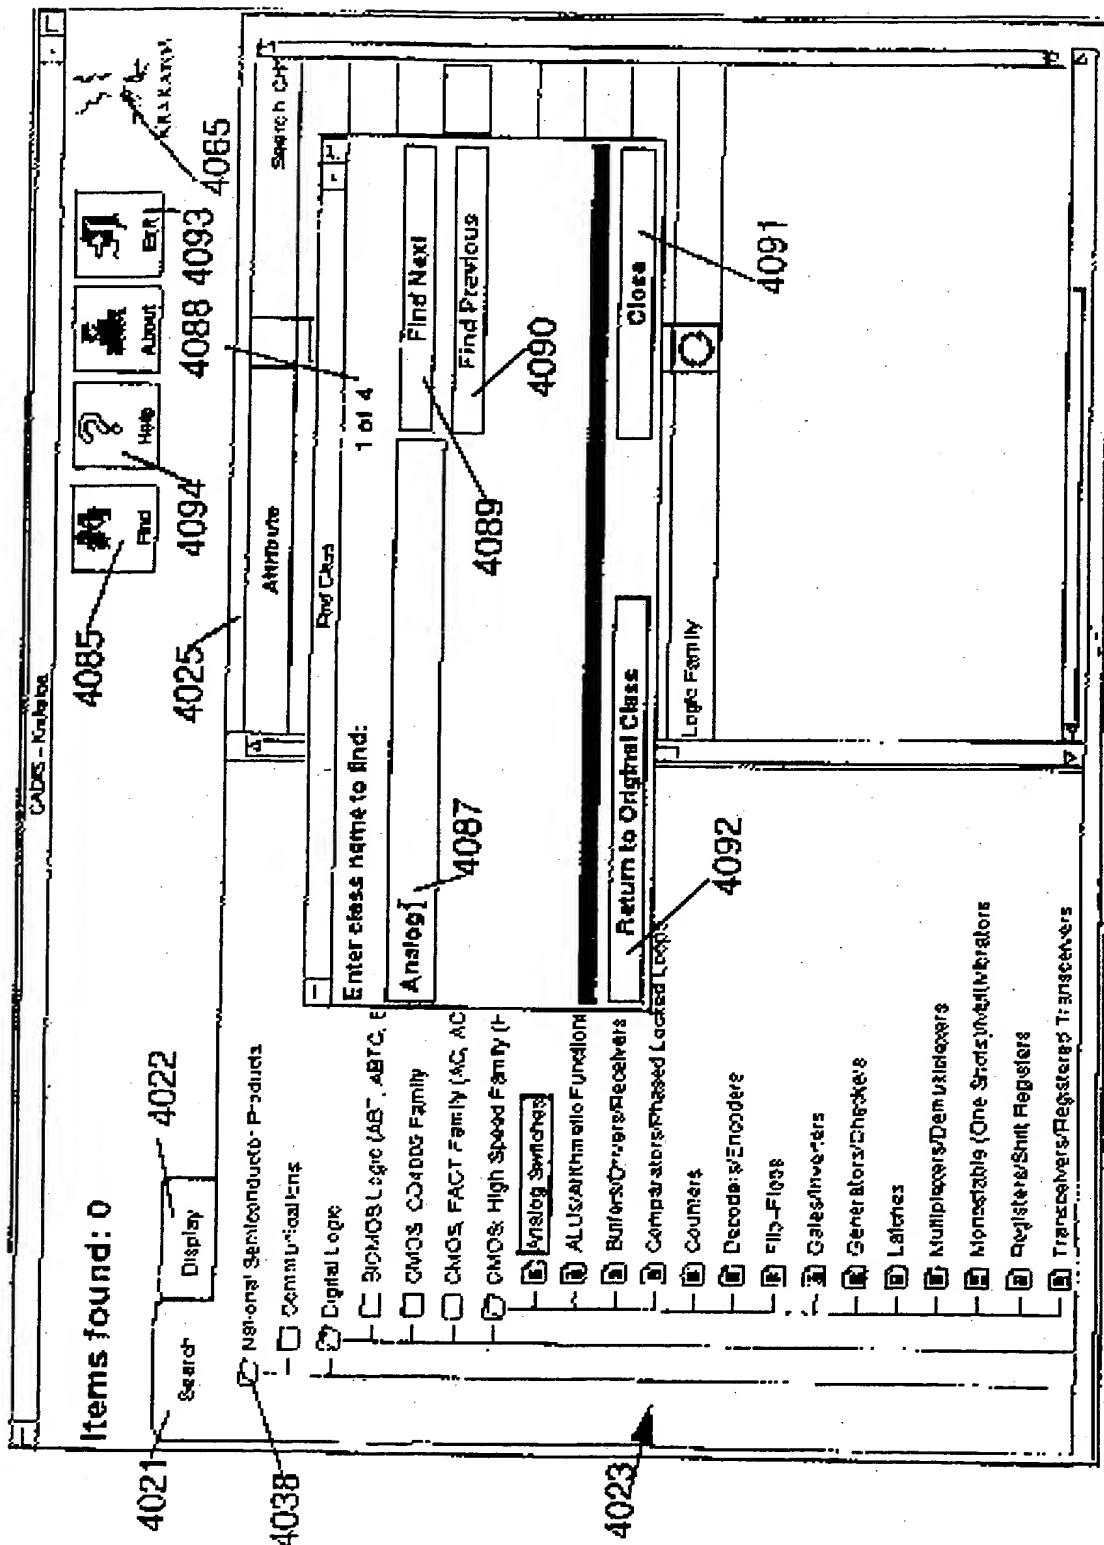 CADIS - Krakatoa
Items found: 0
Find
Help
About
Exit
KRAKATOA
4085
4094
4088
4093
4065
4021
Search
Display
4022
4025
4038
National Semiconductor Products
Communications
Digital Logic
BiCMOS Logic (ABT, ABTC, B
CMOS CD4000 Family
CMOS, FACT Family (AC, AC
CMOS: High Speed Family (H
Analog Switches
ALUs/Arithmetic Functions
Buffers/Drivers/Receivers
Comparators/Phased Locked Loops
Counters
Decoders/Encoders
Flip-Flops
Gates/Inverters
Generators/Checkers
Latches
Multiplexers/Demultiplexers
Monostable (One Shots)/Multivibrators
Registers/Shift Registers
Transceivers/Registered Transceivers
4023
Attribute
Search Cri
Find Class
Enter class name to find:
1 of 4
Analog
4087
Find Next
Find Previous
4089
4090
Return to Original Class
Close
4092
4091
Logic Family